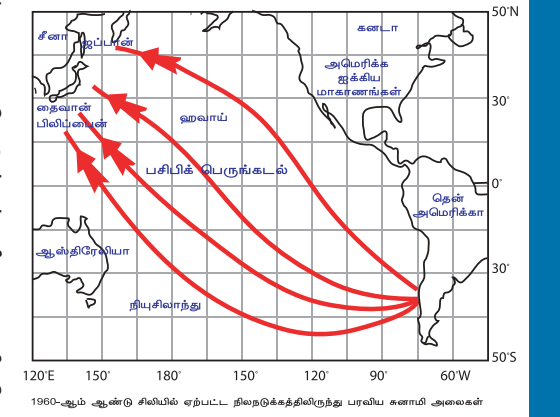 50°N
கனடா
சீனா
ஜப்பான்
அமெரிக்க
ஐக்கிய
மாகாணங்கள்
30°
தைவான்
பிலிப்பைன்
ஹவாய்
பசிபிக் பெருங்கடல்
0°
தென்
அமெரிக்கா
ஆஸ்திரேலியா
30°
நியுசிலாந்து
50°S
120°E 150° 180° 150° 120° 90° 60°W
1960-ஆம் ஆண்டு சிலியில் ஏற்பட்ட நிலநடுக்கத்திலிருந்து பரவிய சுனாமி அலைகள்